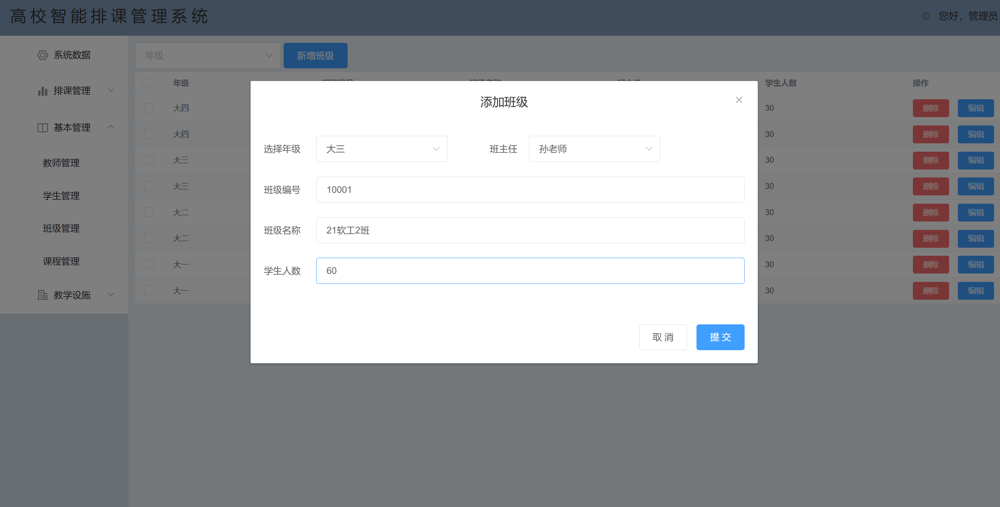 高校智能排课管理系统
您好，管理员
系统数据
排课管理
基本管理
教师管理
学生管理
班级管理
课程管理
教学设施
年级
新增班级
年级 学生人数 操作
大四 30 删除 编辑
大四 30 删除 编辑
大三 30 删除 编辑
大三 30 删除 编辑
大二 30 删除 编辑
大二 30 删除 编辑
大一 30 删除 编辑
大一 30 删除 编辑
添加班级
选择年级 大三 班主任 孙老师
班级编号 10001
班级名称 21软工2班
学生人数 60
取 消 提 交